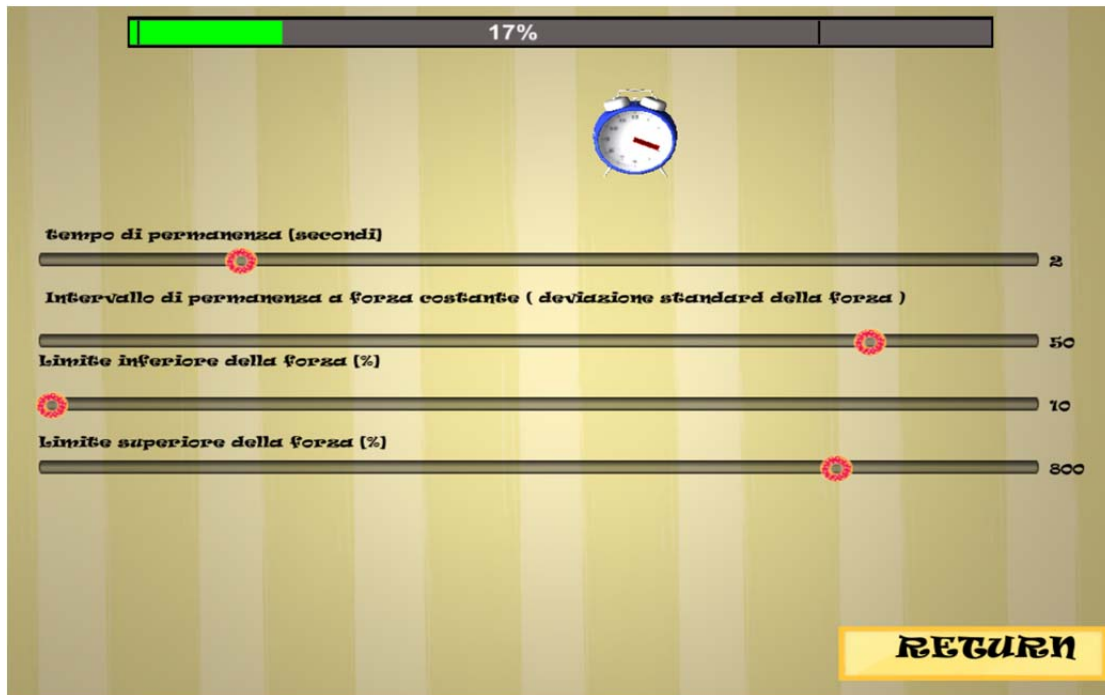 17%
tempo di permanenza (secondi)
2
Intervallo di permanenza a forza costante ( deviazione standard della forza )
50
Limite inferiore della forza (%)
10
Limite superiore della forza (%)
800
RETURN